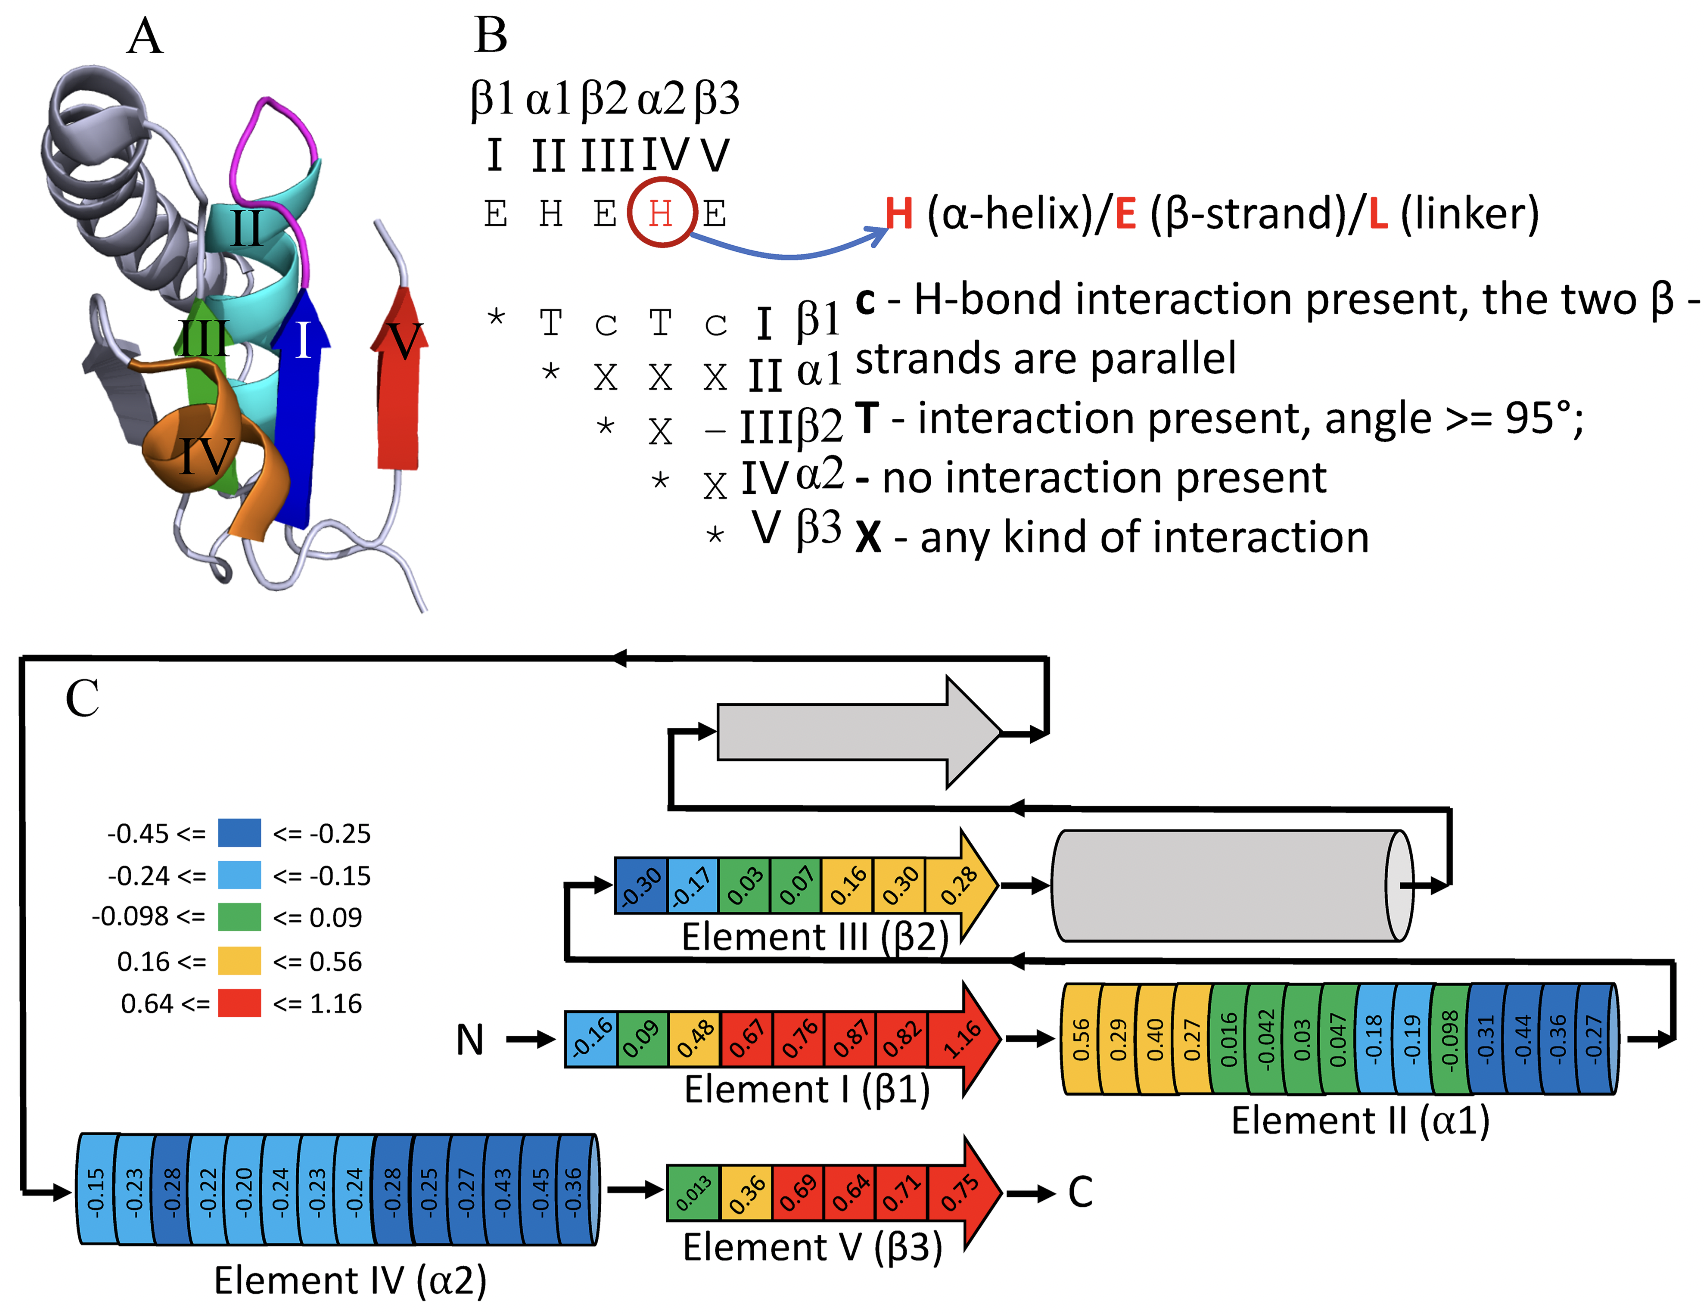 A
II
III
I
V
IV
B
β1 α1 β2 α2 β3
I II III IV V
E H E H E
H (α-helix)/E (β-strand)/L (linker)
* T c T c I β1
* X X X II α1
* X – III β2
* X IV α2
* V β3
c - H-bond interaction present, the two β -
strands are parallel
T - interaction present, angle >= 95°;
- no interaction present
X - any kind of interaction
C
-0.45 <= <= -0.25
-0.24 <= <= -0.15
-0.098 <= <= 0.09
0.16 <= <= 0.56
0.64 <= <= 1.16
-0.30 -0.17 0.03 0.07 0.16 0.30 0.28
Element III (β2)
N
-0.16 0.09 0.48 0.67 0.76 0.87 0.82 1.16
Element I (β1)
0.56 0.29 0.40 0.27 0.016 -0.042 0.03 0.047 -0.18 -0.19 -0.098 -0.31 -0.44 -0.36 -0.27
Element II (α1)
-0.15 -0.23 -0.28 -0.22 -0.20 -0.24 -0.23 -0.24 -0.28 -0.25 -0.27 -0.43 -0.45 -0.36
Element IV (α2)
0.013 0.36 0.69 0.64 0.71 0.75
Element V (β3)
C